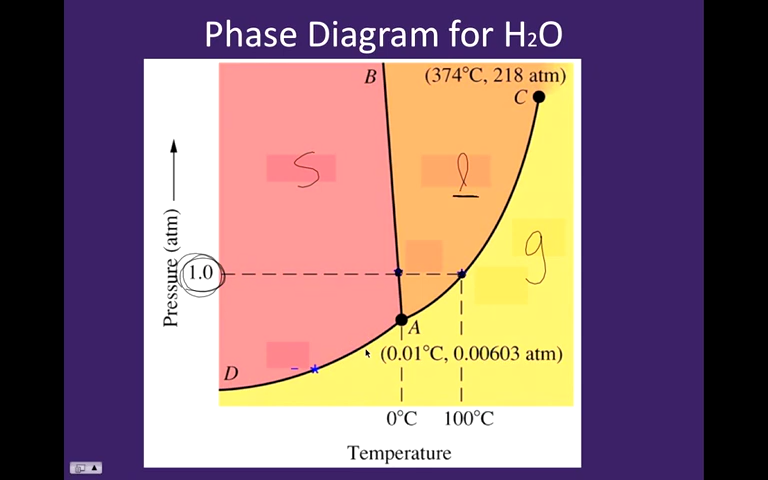 Phase Diagram for H₂O
B
(374°C, 218 atm)
C
S
l
g
Pressure (atm)
1.0
A
(0.01°C, 0.00603 atm)
D
0°C
100°C
Temperature